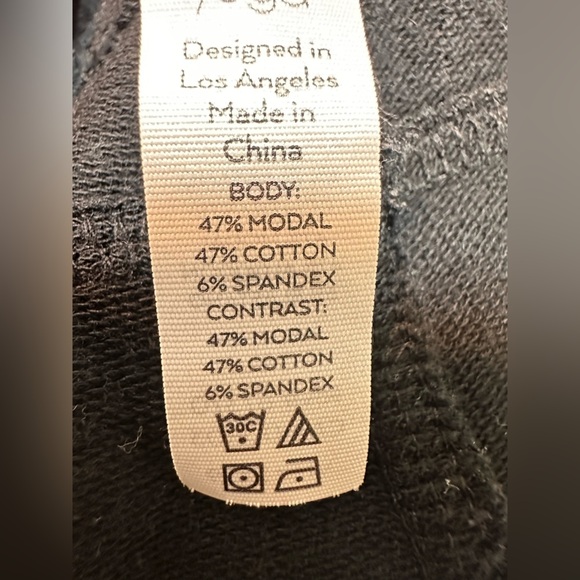 Designed in
Los Angeles
Made in
China
BODY:
47% MODAL
47% COTTON
6% SPANDEX
CONTRAST:
47% MODAL
47% COTTON
6% SPANDEX
30C